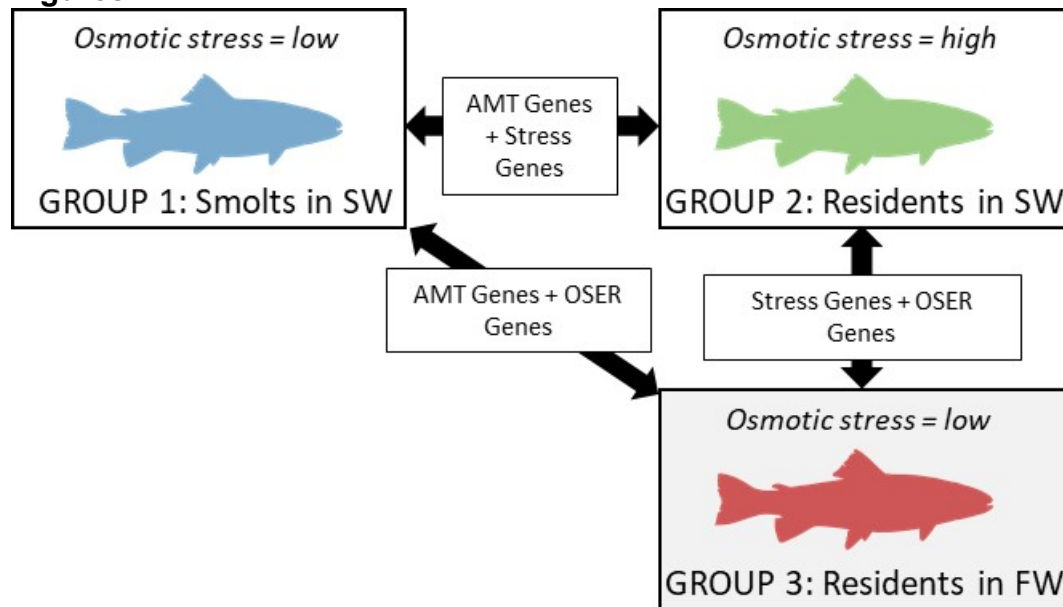 Osmotic stress = low
GROUP 1: Smolts in SW
AMT Genes
+ Stress
Genes
Osmotic stress = high
GROUP 2: Residents in SW
AMT Genes + OSER
Genes
Stress Genes + OSER
Genes
Osmotic stress = low
GROUP 3: Residents in FW